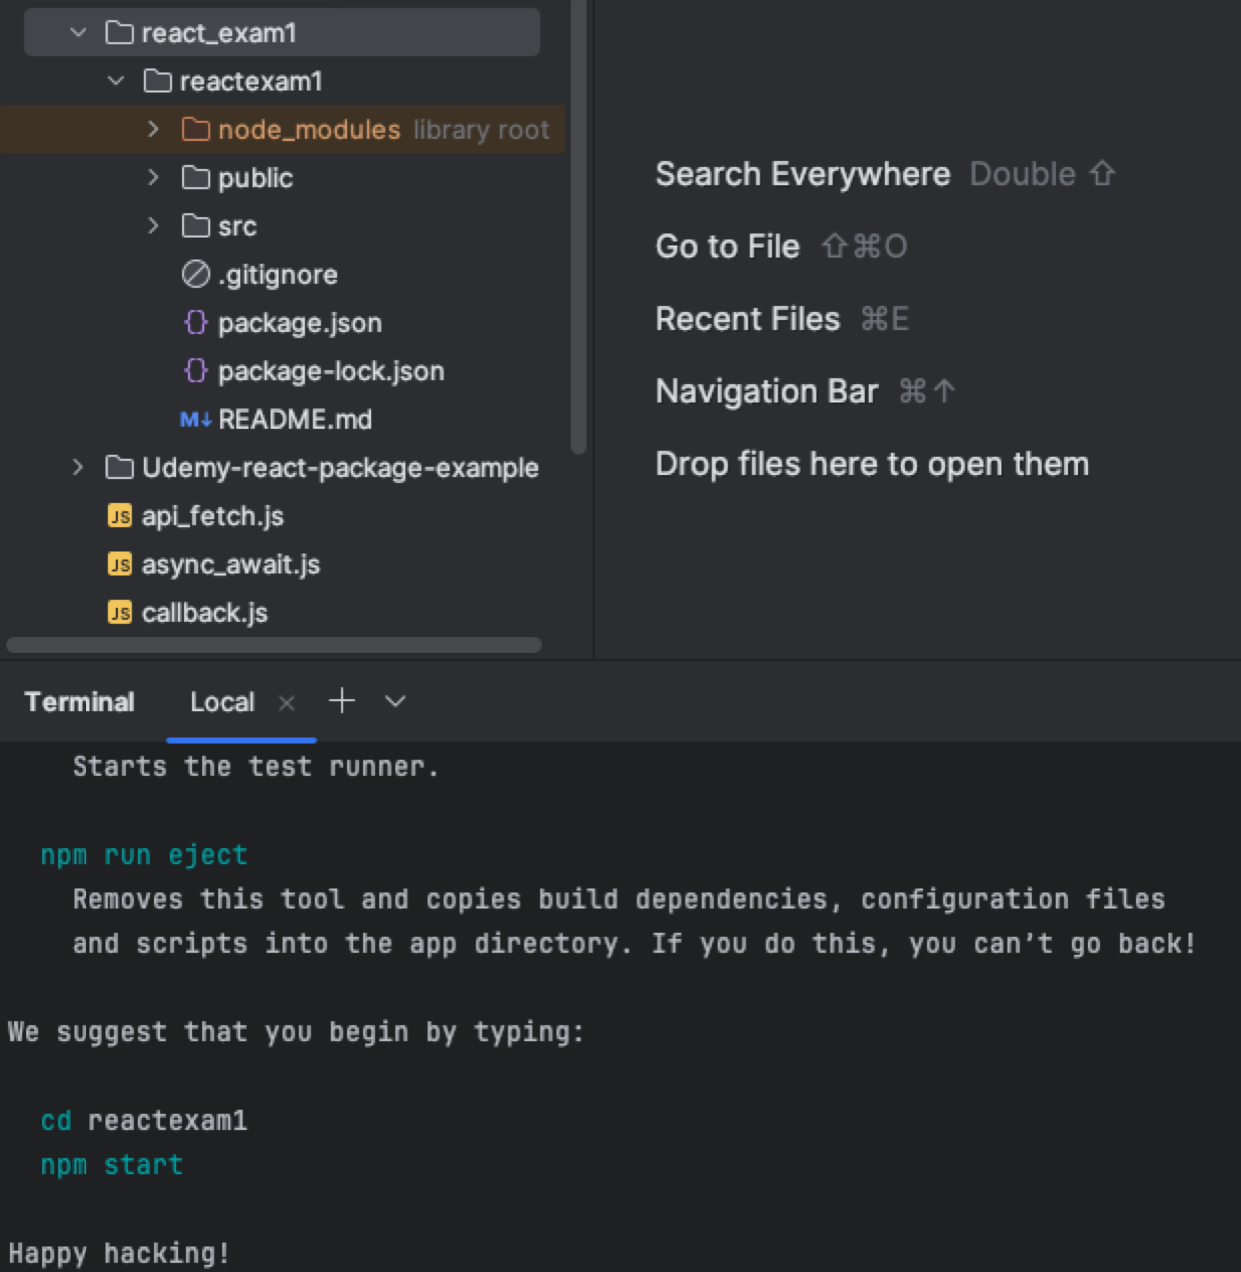 react_exam1
reactexam1
node_modules library root
public
src
.gitignore
{} package.json
{} package-lock.json
M↓ README.md
Udemy-react-package-example
JS api_fetch.js
JS async_await.js
JS callback.js
Search Everywhere Double ⇧
Go to File ⇧⌘O
Recent Files ⌘E
Navigation Bar ⌘↑
Drop files here to open them
Terminal Local × +
Starts the test runner.
npm run eject
Removes this tool and copies build dependencies, configuration files
and scripts into the app directory. If you do this, you can’t go back!
We suggest that you begin by typing:
cd reactexam1
npm start
Happy hacking!